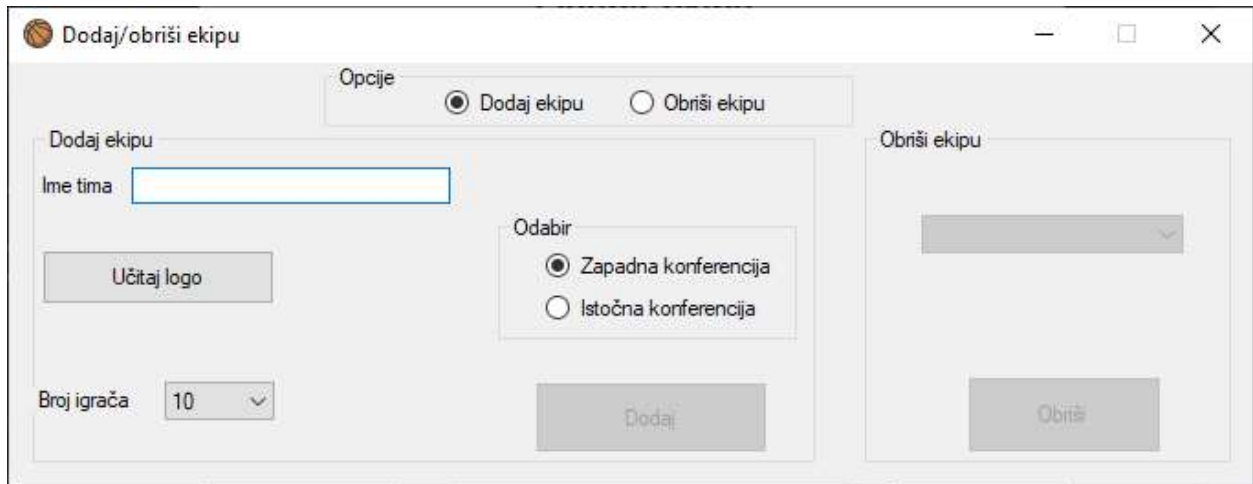 Dodaj/obriši ekipu
Opcije
Dodaj ekipu Obriši ekipu
Dodaj ekipu
Obriši ekipu
Ime tima
Odabir
Zapadna konferencija
Učitaj logo
Istočna konferencija
Broj igrača 10
Dodaj
Obriši